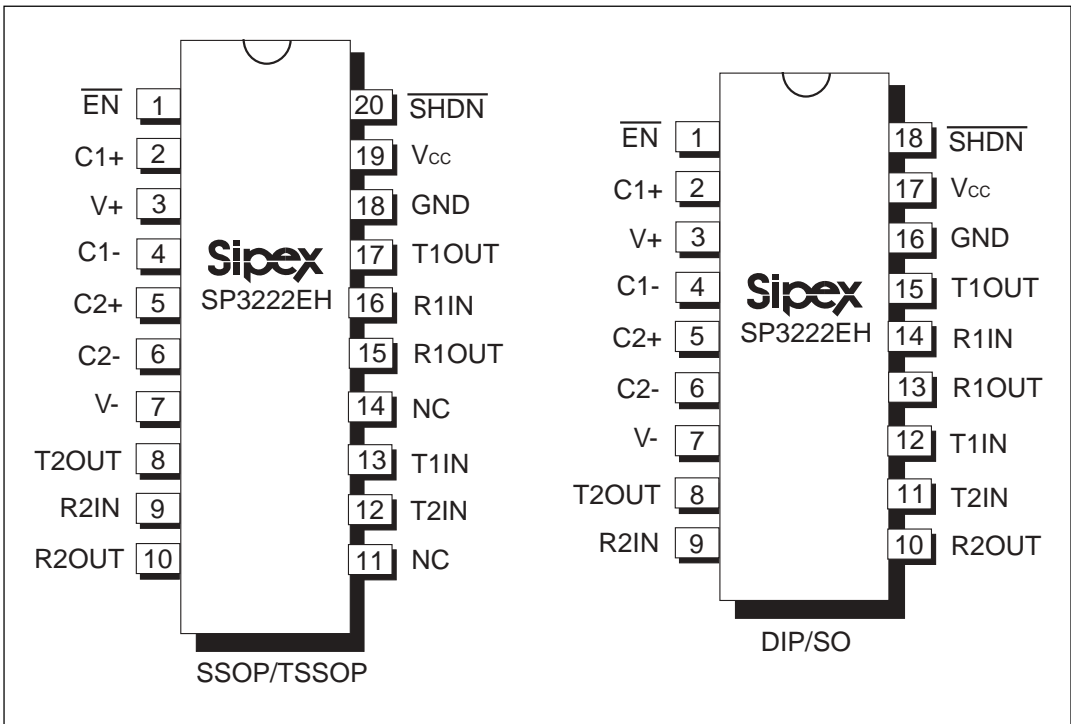 EN 1
C1+ 2
V+ 3
C1- 4
C2+ 5
C2- 6
V- 7
T2OUT 8
R2IN 9
R2OUT 10
Sipex
SP3222EH
20 SHDN
19 Vcc
18 GND
17 T1OUT
16 R1IN
15 R1OUT
14 NC
13 T1IN
12 T2IN
11 NC
SSOP/TSSOP
EN 1
C1+ 2
V+ 3
C1- 4
C2+ 5
C2- 6
V- 7
T2OUT 8
R2IN 9
Sipex
SP3222EH
18 SHDN
17 Vcc
16 GND
15 T1OUT
14 R1IN
13 R1OUT
12 T1IN
11 T2IN
10 R2OUT
DIP/SO